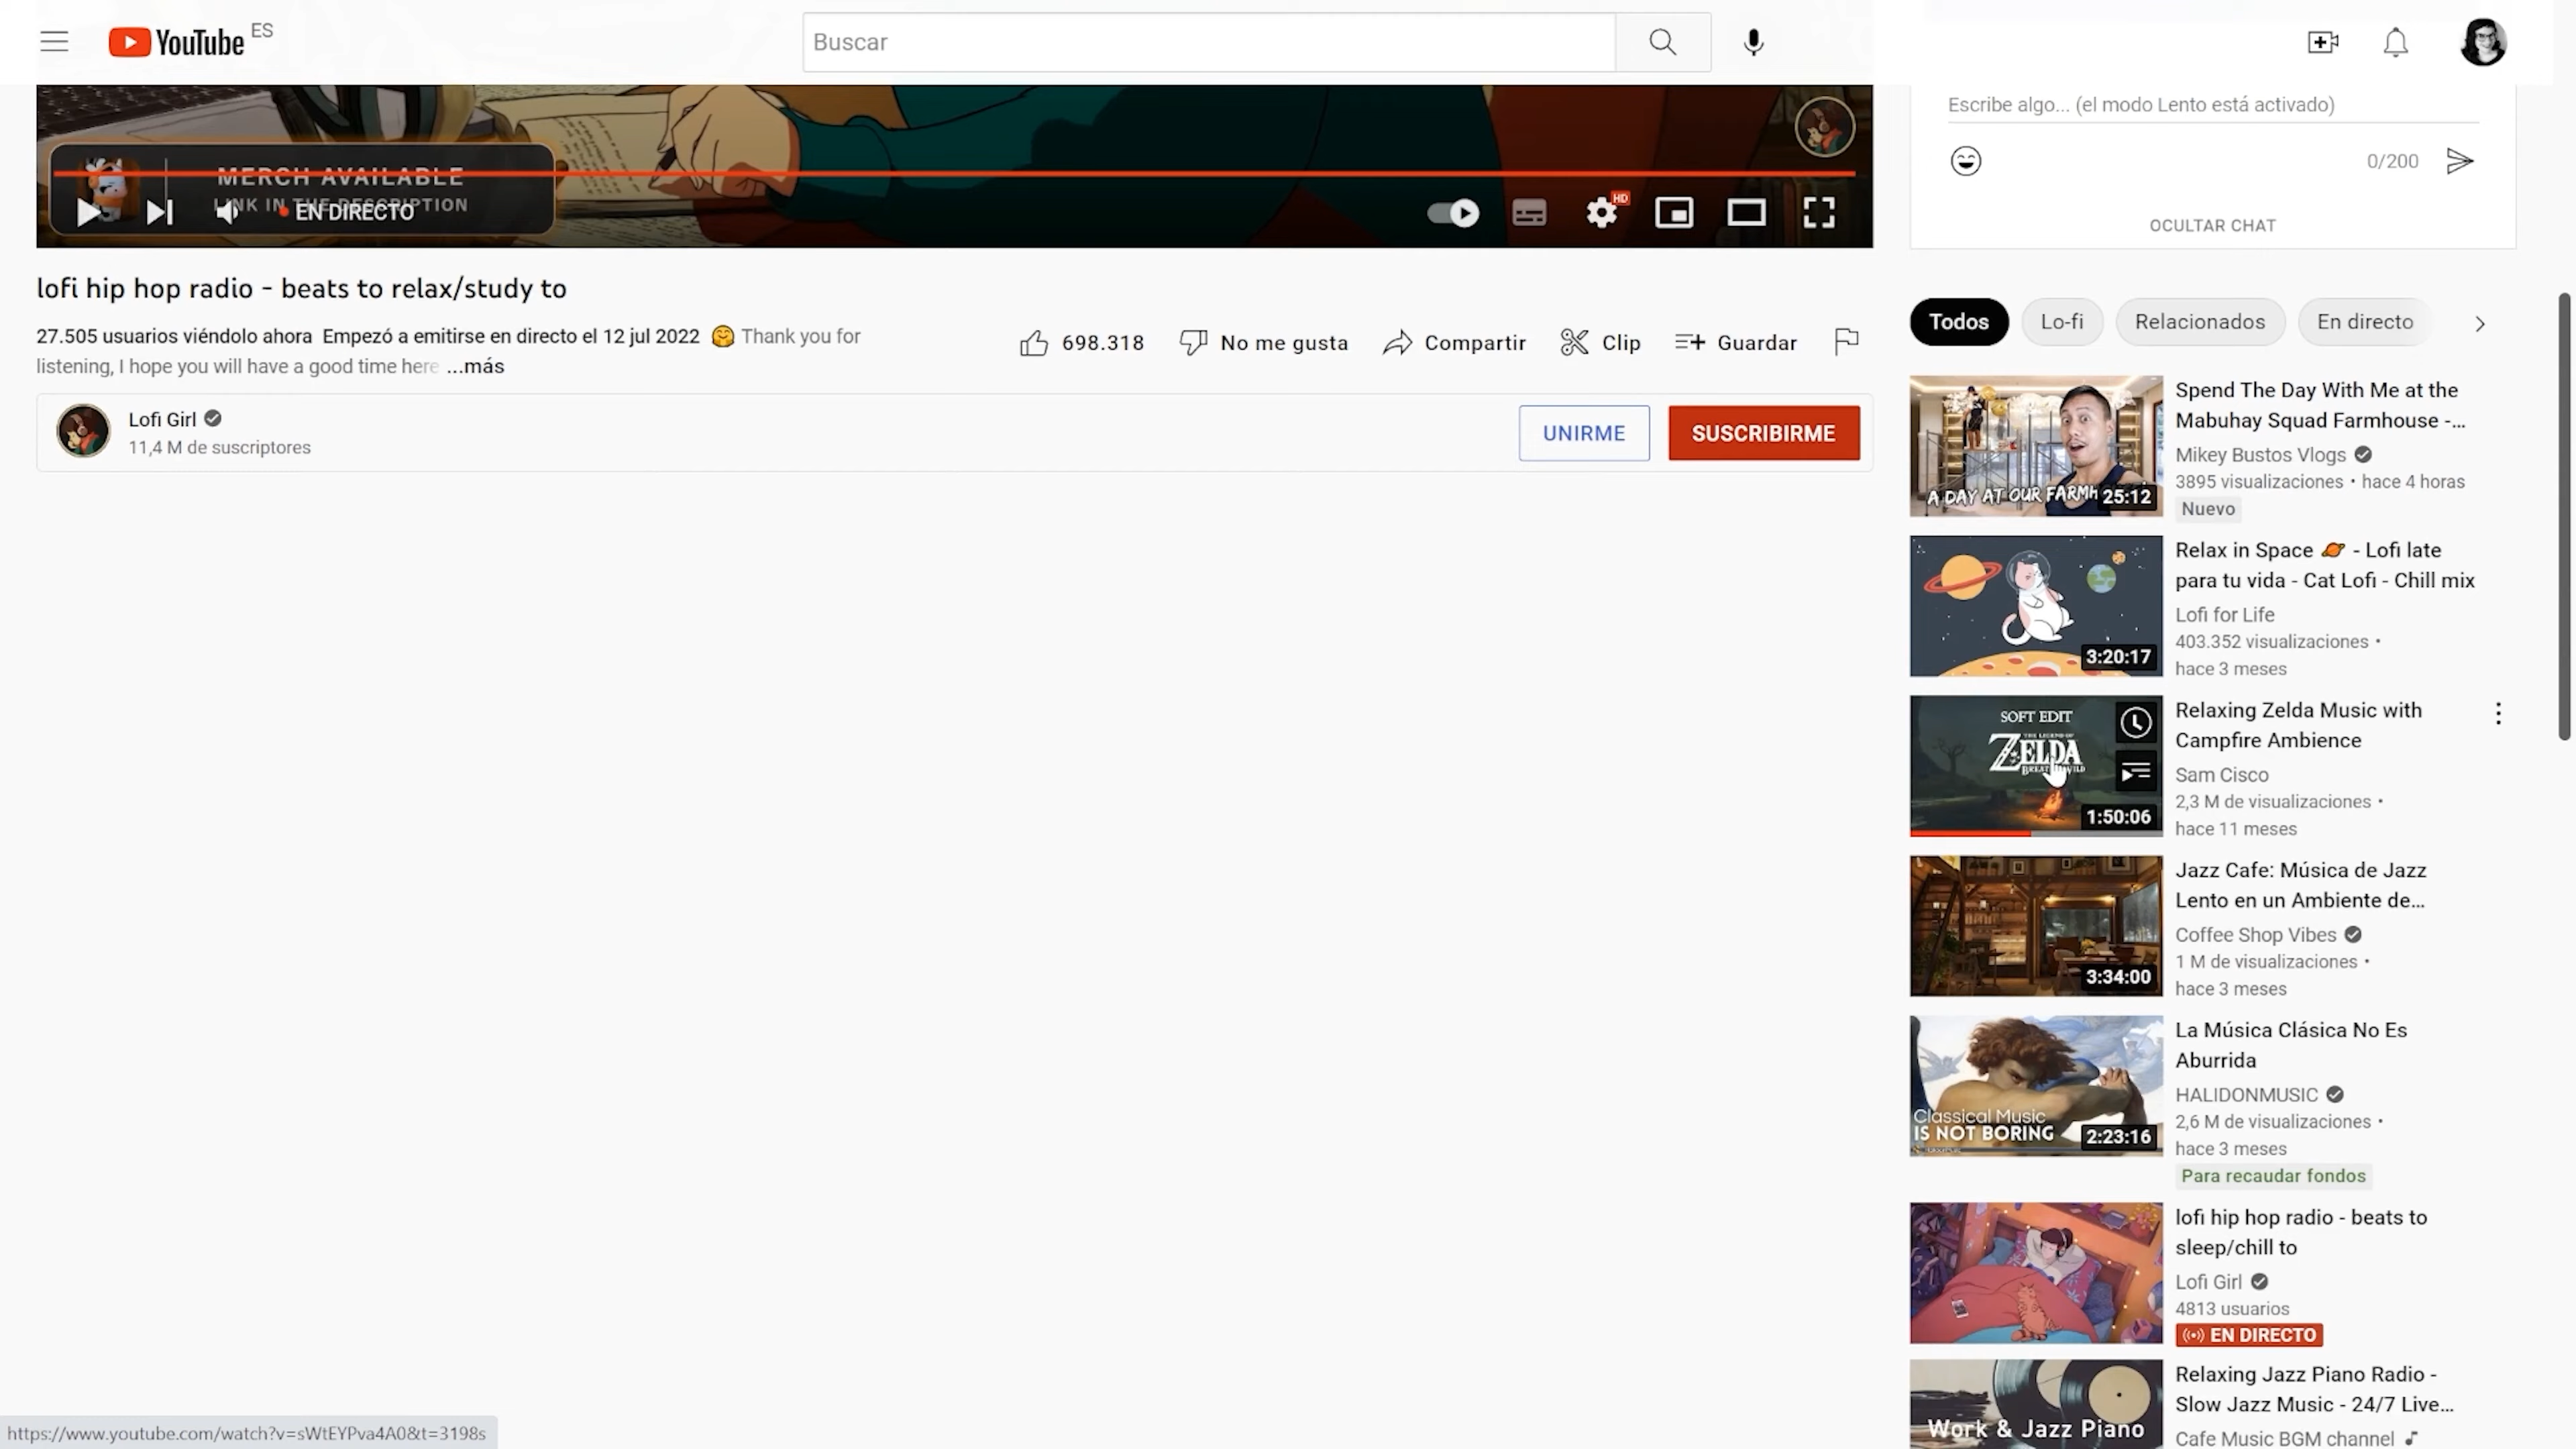 YouTube ES
Buscar
MERCH AVAILABLE
LINK IN THE DESCRIPTION
EN DIRECTO
HD
Escribe algo... (el modo Lento está activado)
0/200
OCULTAR CHAT
lofi hip hop radio - beats to relax/study to
27.505 usuarios viéndolo ahora Empezó a emitirse en directo el 12 jul 2022 🤗 Thank you for
listening, I hope you will have a good time here ...más
698.318 No me gusta Compartir Clip Guardar
Lofi Girl
11,4 M de suscriptores
UNIRME SUSCRIBIRME
Todos Lo-fi Relacionados En directo
A DAY AT OUR FARMH
25:12
Spend The Day With Me at the
Mabuhay Squad Farmhouse -...
Mikey Bustos Vlogs
3895 visualizaciones • hace 4 horas
Nuevo
3:20:17
Relax in Space 🪐 - Lofi late
para tu vida - Cat Lofi - Chill mix
Lofi for Life
403.352 visualizaciones •
hace 3 meses
SOFT EDIT
THE LEGEND OF
ZELDA
1:50:06
Relaxing Zelda Music with
Campfire Ambience
Sam Cisco
2,3 M de visualizaciones •
hace 11 meses
3:34:00
Jazz Cafe: Música de Jazz
Lento en un Ambiente de...
Coffee Shop Vibes
1 M de visualizaciones •
hace 3 meses
Classical Music
IS NOT BORING
2:23:16
La Música Clásica No Es
Aburrida
HALIDONMUSIC
2,6 M de visualizaciones •
hace 3 meses
Para recaudar fondos
lofi hip hop radio - beats to
sleep/chill to
Lofi Girl
4813 usuarios
EN DIRECTO
Work & Jazz Piano
Relaxing Jazz Piano Radio -
Slow Jazz Music - 24/7 Live...
Cafe Music BGM channel
https://www.youtube.com/watch?v=sWtEYPva4A0&t=3198s